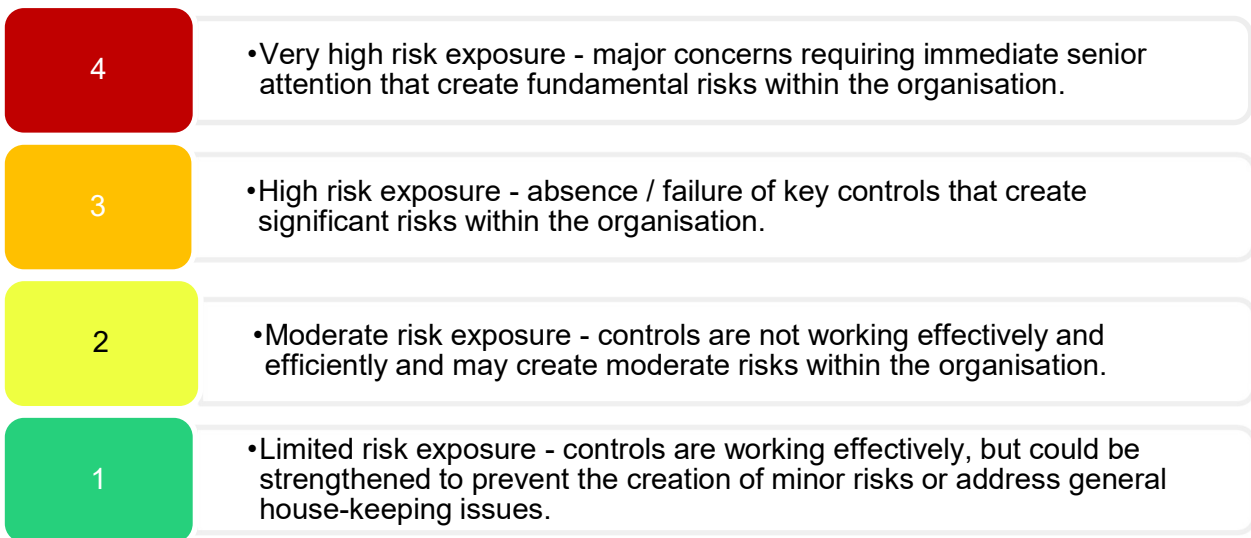 4
•Very high risk exposure - major concerns requiring immediate senior
attention that create fundamental risks within the organisation.
3
•High risk exposure - absence / failure of key controls that create
significant risks within the organisation.
2
•Moderate risk exposure - controls are not working effectively and
efficiently and may create moderate risks within the organisation.
1
•Limited risk exposure - controls are working effectively, but could be
strengthened to prevent the creation of minor risks or address general
house-keeping issues.